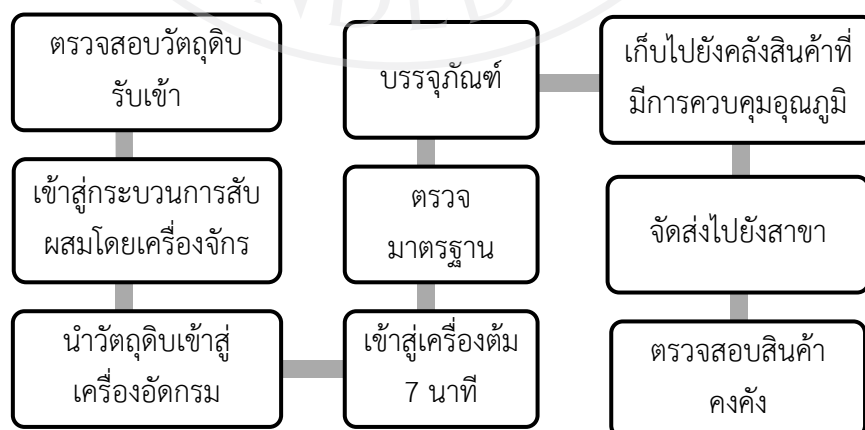 ตรวจสอบวัตถุดิบ
รับเข้า
เข้าสู่กระบวนการสับ
ผสมโดยเครื่องจักร
นำวัตถุดิบเข้าสู่
เครื่องอัดกรม
เข้าสู่เครื่องต้ม
7 นาที
ตรวจ
มาตรฐาน
บรรจุภัณฑ์
เก็บไปยังคลังสินค้าที่
มีการควบคุมอุณภูมิ
จัดส่งไปยังสาขา
ตรวจสอบสินค้า
คงคัง